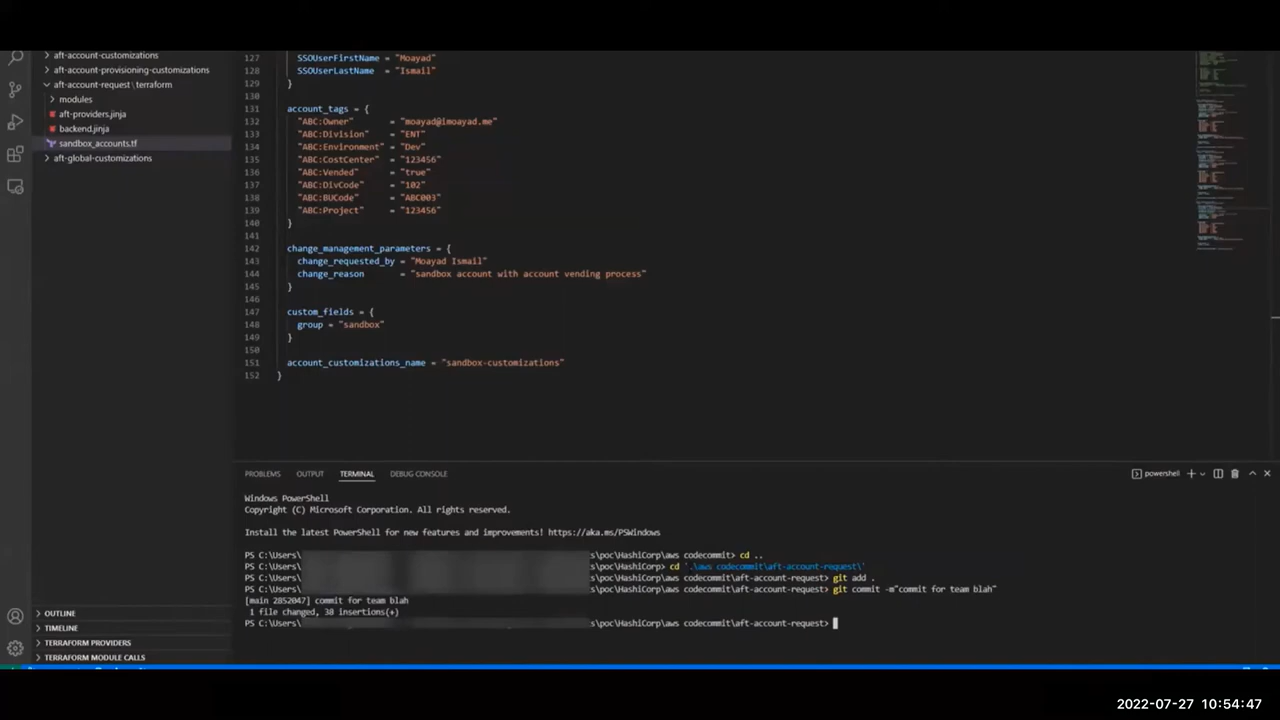 aft-account-customizations
aft-account-provisioning-customizations
aft-account-request\terraform
modules
aft-providers.jinja
backend.jinja
sandbox_accounts.tf
aft-global-customizations
127 SSOUserFirstName = "Moayad"
128 SSOUserLastName = "Ismail"
129 }
130
131 account_tags = {
132 "ABC:Owner" = "moayad@imoayad.me"
133 "ABC:Division" = "ENT"
134 "ABC:Environment" = "Dev"
135 "ABC:CostCenter" = "123456"
136 "ABC:Vended" = "true"
137 "ABC:DivCode" = "102"
138 "ABC:BUCode" = "ABC003"
139 "ABC:Project" = "123456"
140 }
141
142 change_management_parameters = {
143 change_requested_by = "Moayad Ismail"
144 change_reason = "sandbox account with account vending process"
145 }
146
147 custom_fields = {
148 group = "sandbox"
149 }
150
151 account_customizations_name = "sandbox-customizations"
152 }
PROBLEMS OUTPUT TERMINAL DEBUG CONSOLE powershell
Windows PowerShell
Copyright (C) Microsoft Corporation. All rights reserved.
Install the latest PowerShell for new features and improvements! https://aka.ms/PSWindows
PS C:\Users\ s\poc\HashiCorp\aws codecommit> cd ..
PS C:\Users\ s\poc\HashiCorp> cd '.\aws codecommit\aft-account-request\'
PS C:\Users\ s\poc\HashiCorp\aws codecommit\aft-account-request> git add .
PS C:\Users\ s\poc\HashiCorp\aws codecommit\aft-account-request> git commit -m"commit for team blah"
[main 2852047] commit for team blah
1 file changed, 38 insertions(+)
PS C:\Users\ s\poc\HashiCorp\aws codecommit\aft-account-request>
OUTLINE
TIMELINE
TERRAFORM PROVIDERS
TERRAFORM MODULE CALLS
2022-07-27 10:54:47